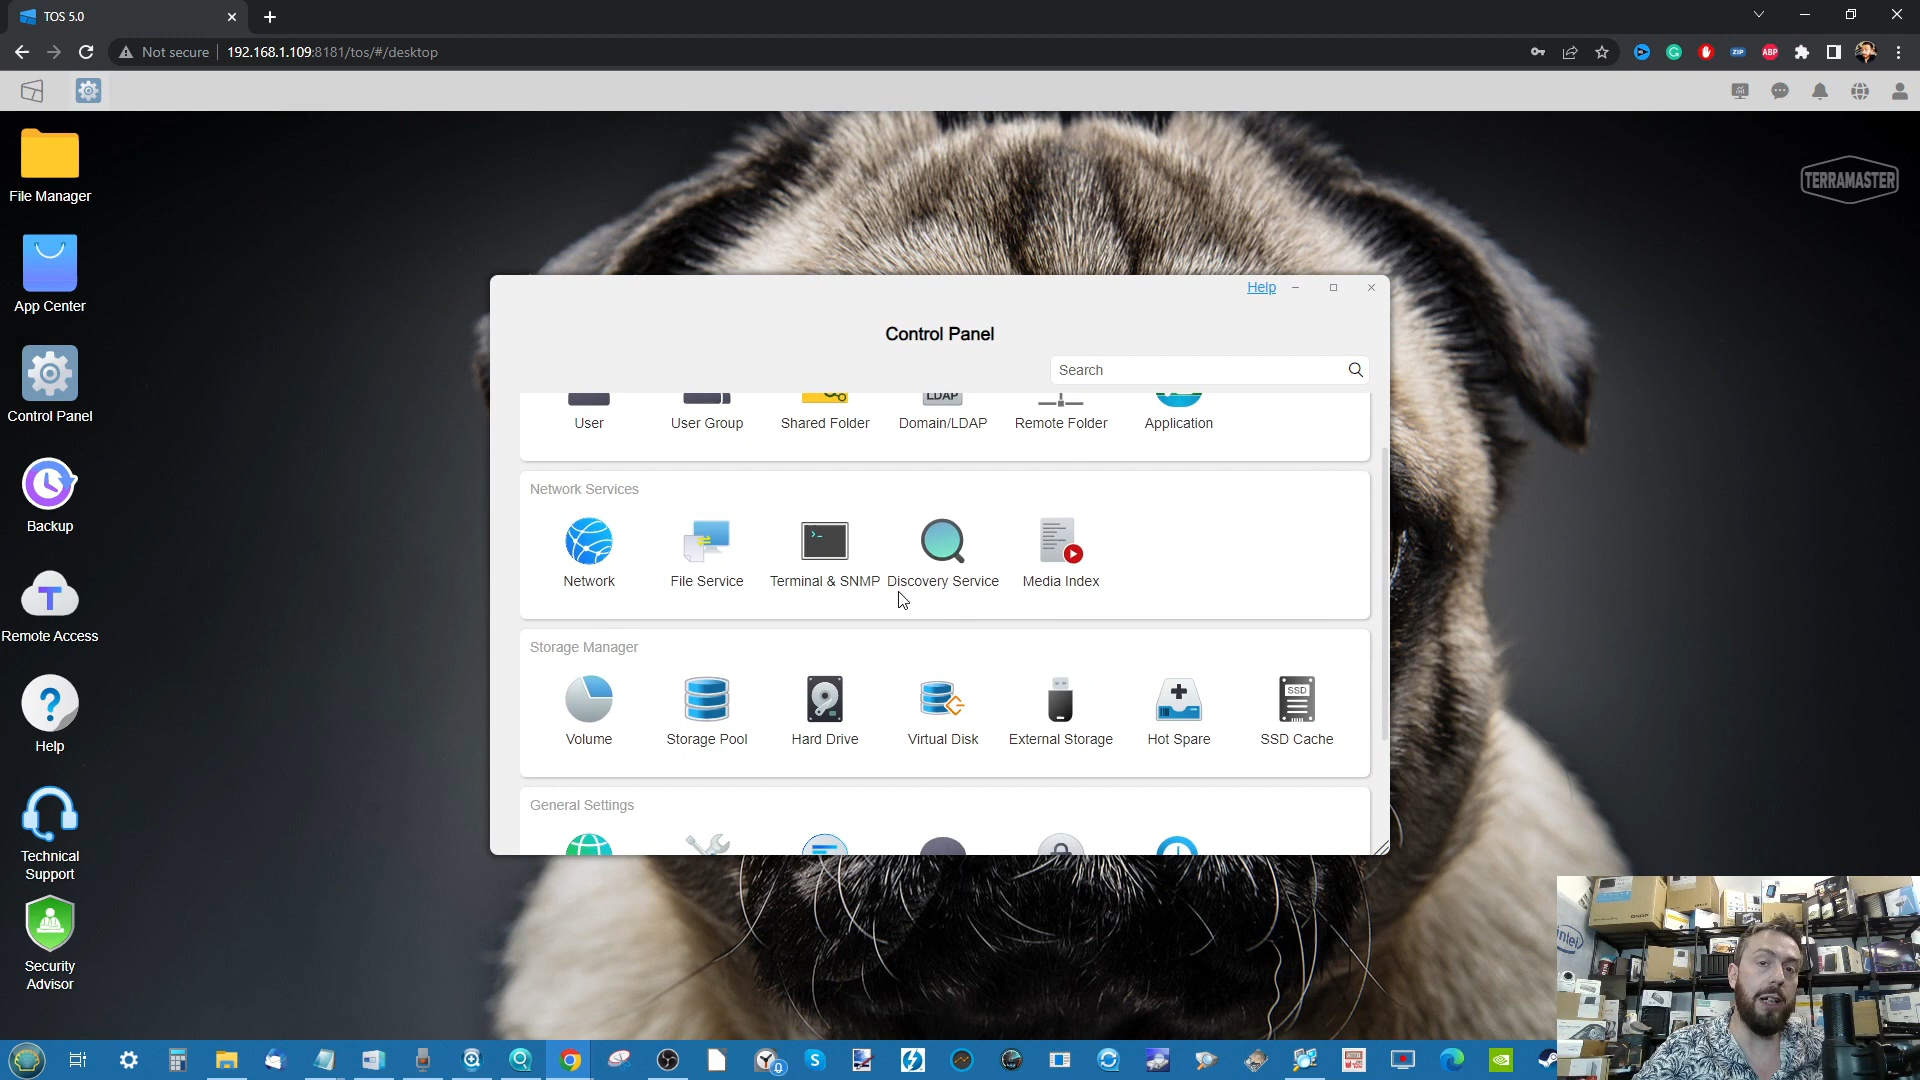 TOS 5.0
Not secure
192.168.1.109:8181/tos/#/desktop
ZIP
ABP
File Manager
TERRAMASTER
App Center
Help
Control Panel
Search
LDAP
Control Panel
User
User Group
Shared Folder
Domain/LDAP
Remote Folder
Application
Network Services
Backup
Network
File Service
Terminal & SNMP
Discovery Service
Media Index
T
Remote Access
Storage Manager
SSD
?
Help
Volume
Storage Pool
Hard Drive
Virtual Disk
External Storage
Hot Spare
SSD Cache
General Settings
Technical
Support
Security
Advisor
intel